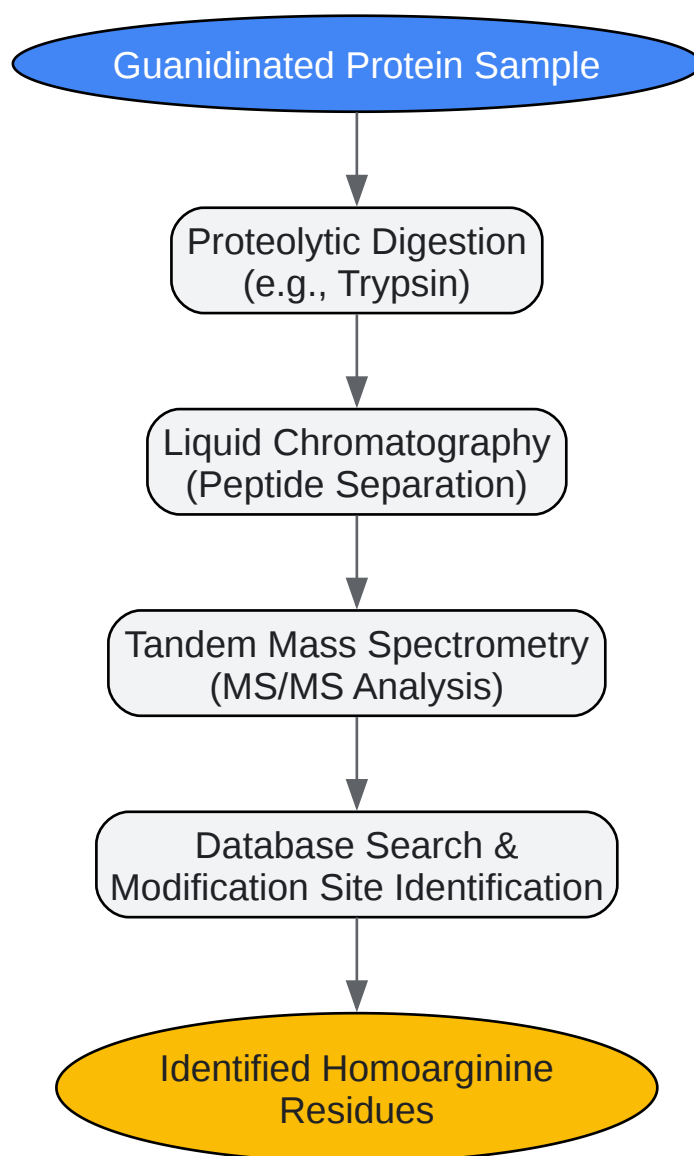 Guanidinated Protein Sample
Proteolytic Digestion
(e.g., Trypsin)
Liquid Chromatography
(Peptide Separation)
Tandem Mass Spectrometry
(MS/MS Analysis)
Database Search &
Modification Site Identification
Identified Homoarginine
Residues